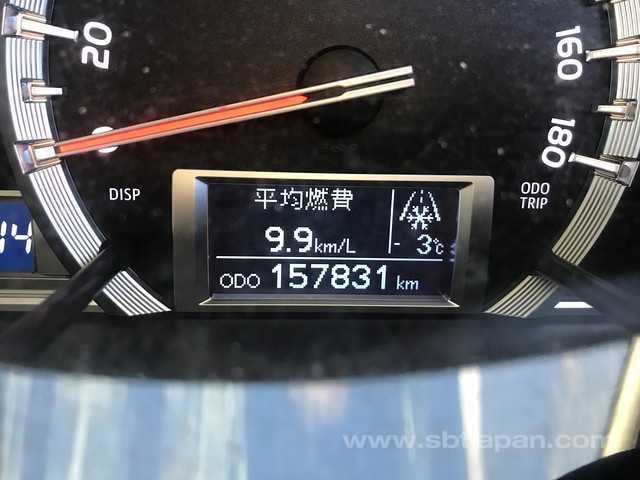 20
160
0
180
DISP
ODO
TRIP
平均燃費
9.9km/L
- 3℃
ODO 157831 km
www.sbtjapan.com